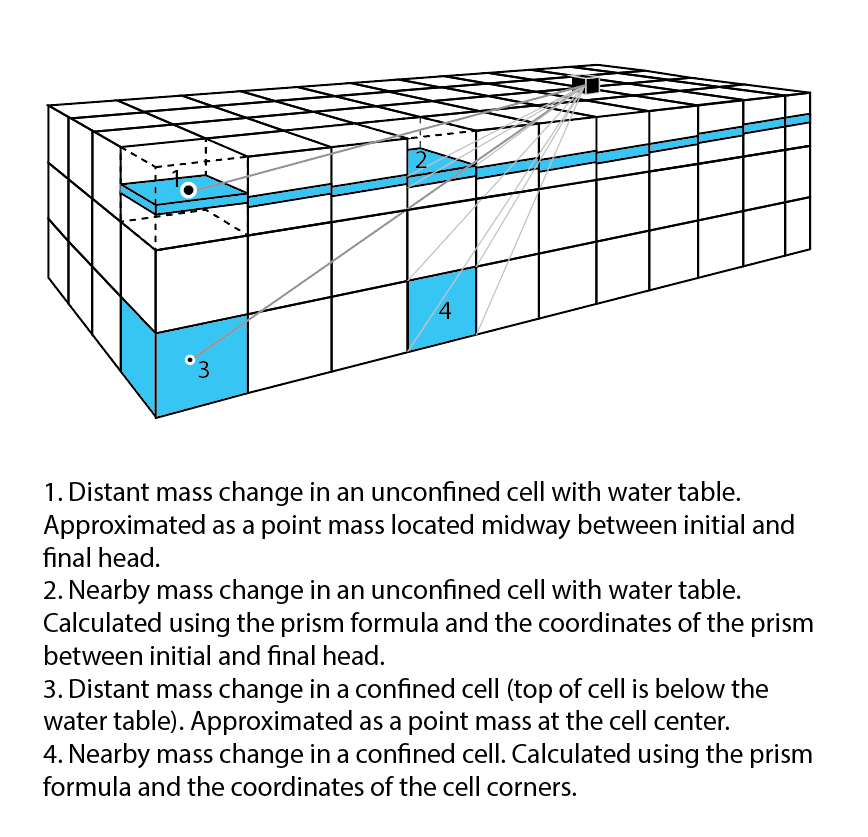 1
2
4
3
1. Distant mass change in an unconfined cell with water table.
Approximated as a point mass located midway between initial and
final head.
2. Nearby mass change in an unconfined cell with water table.
Calculated using the prism formula and the coordinates of the prism
between initial and final head.
3. Distant mass change in a confined cell (top of cell is below the
water table). Approximated as a point mass at the cell center.
4. Nearby mass change in a confined cell. Calculated using the prism
formula and the coordinates of the cell corners.